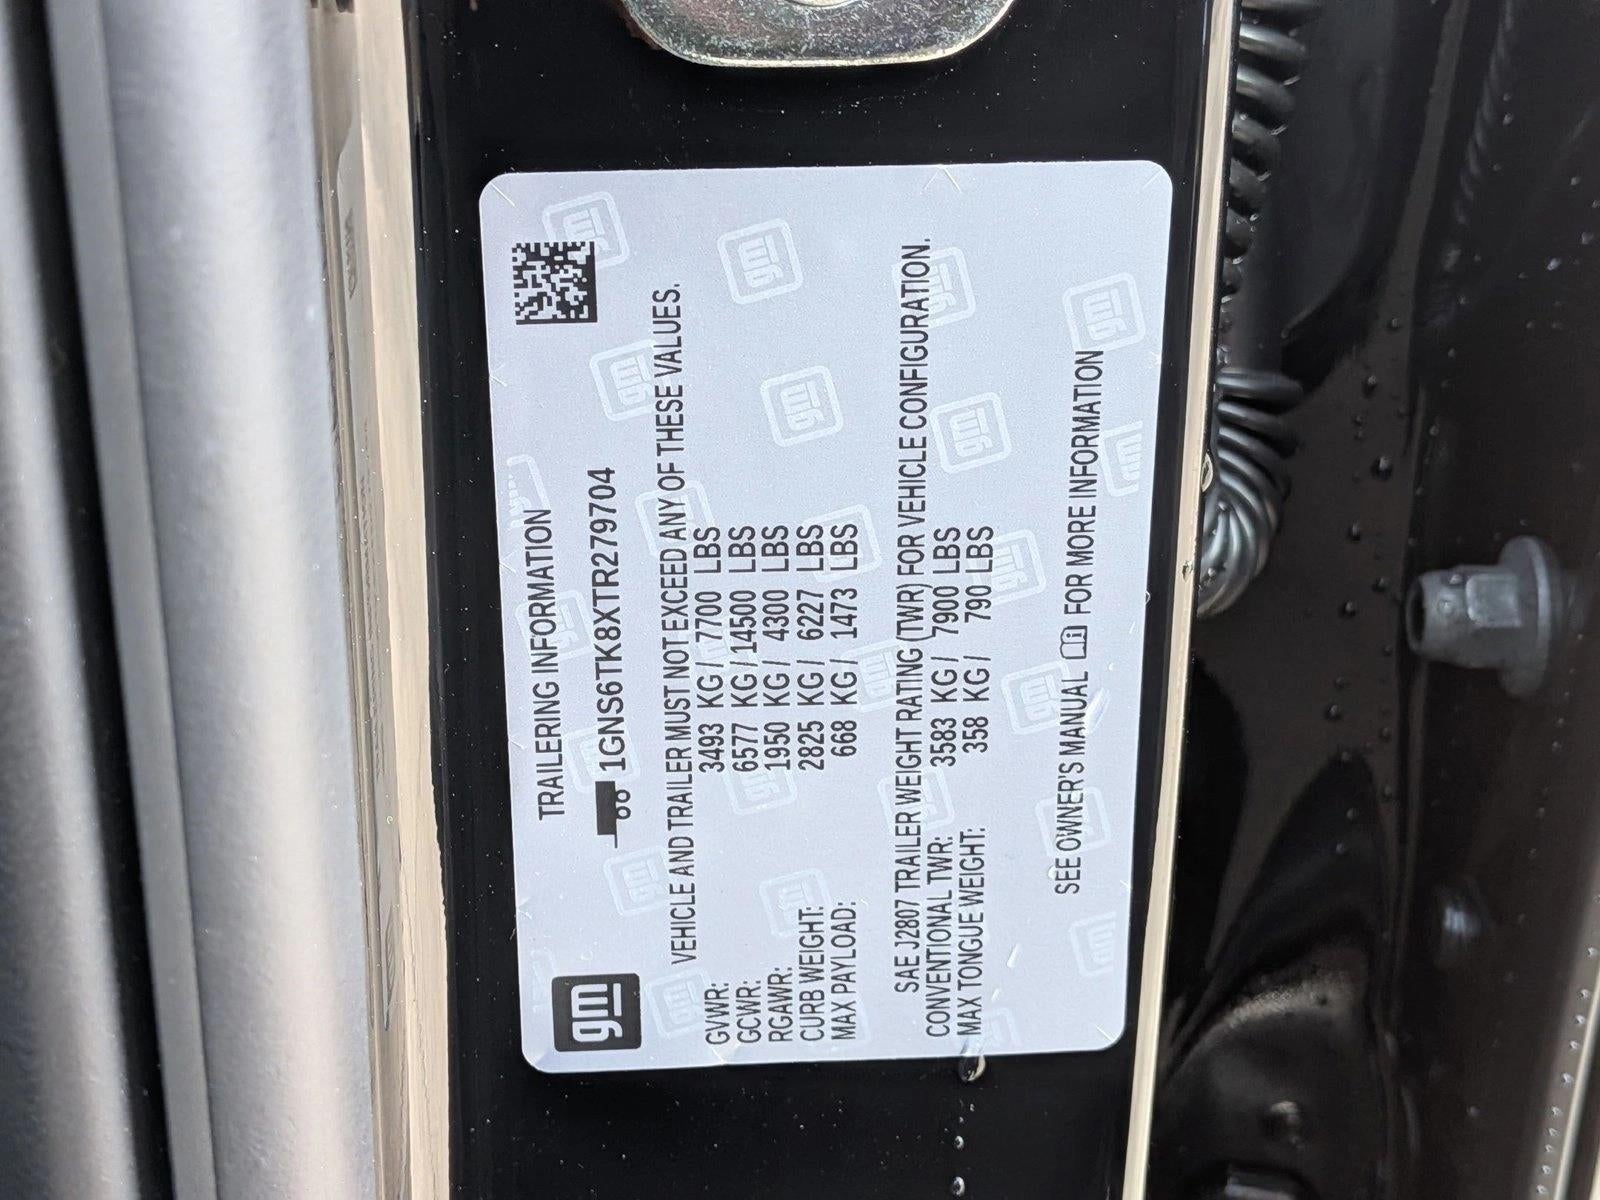 gm
TRAILERING INFORMATION
1GNS6TK8XTR279704
VEHICLE AND TRAILER MUST NOT EXCEED ANY OF THESE VALUES.
GVWR: 3493 KG / 7700 LBS
GCWR: 6577 KG / 14500 LBS
RGAWR: 1950 KG / 4300 LBS
CURB WEIGHT: 2825 KG / 6227 LBS
MAX PAYLOAD: 668 KG / 1473 LBS
SAE J2807 TRAILER WEIGHT RATING (TWR) FOR VEHICLE CONFIGURATION.
CONVENTIONAL TWR: 3583 KG / 7900 LBS
MAX TONGUE WEIGHT: 358 KG / 790 LBS
SEE OWNER'S MANUAL FOR MORE INFORMATION